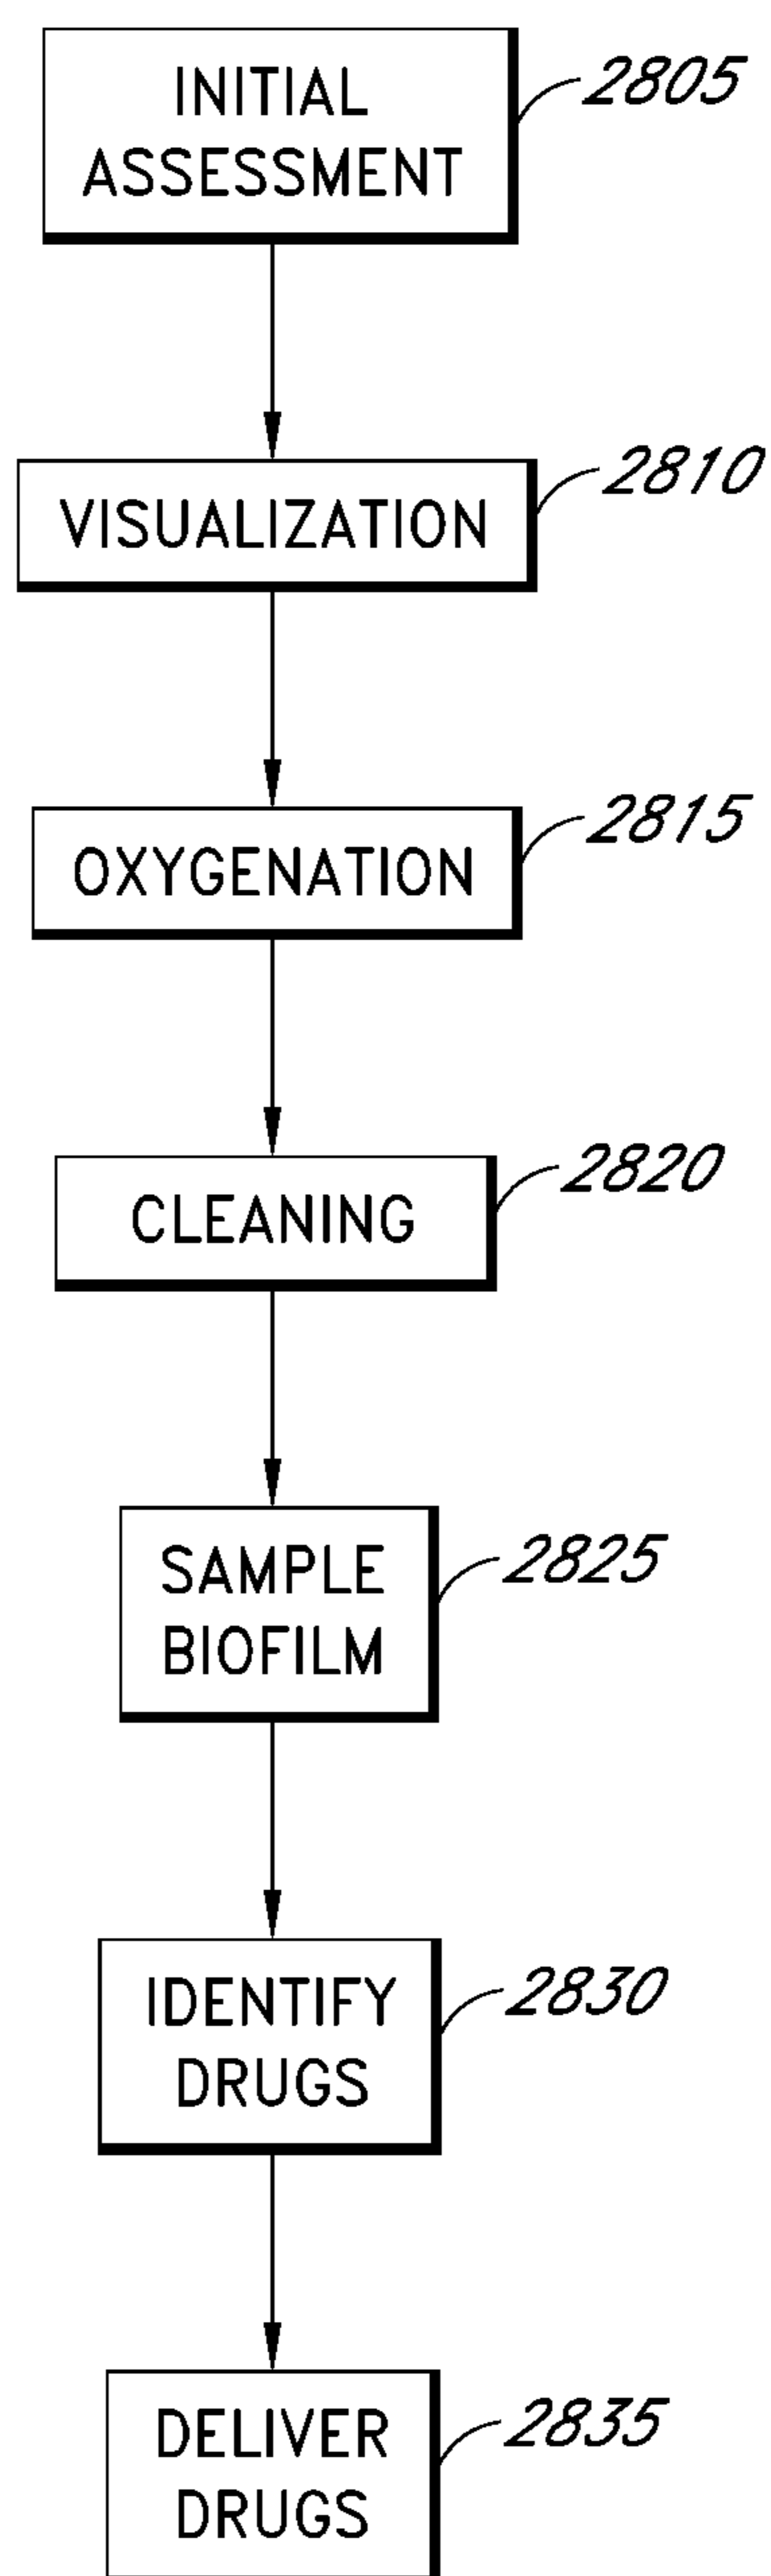 INITIAL
ASSESSMENT
2805
VISUALIZATION
2810
OXYGENATION
2815
CLEANING
2820
SAMPLE
BIOFILM
2825
IDENTIFY
DRUGS
2830
DELIVER
DRUGS
2835